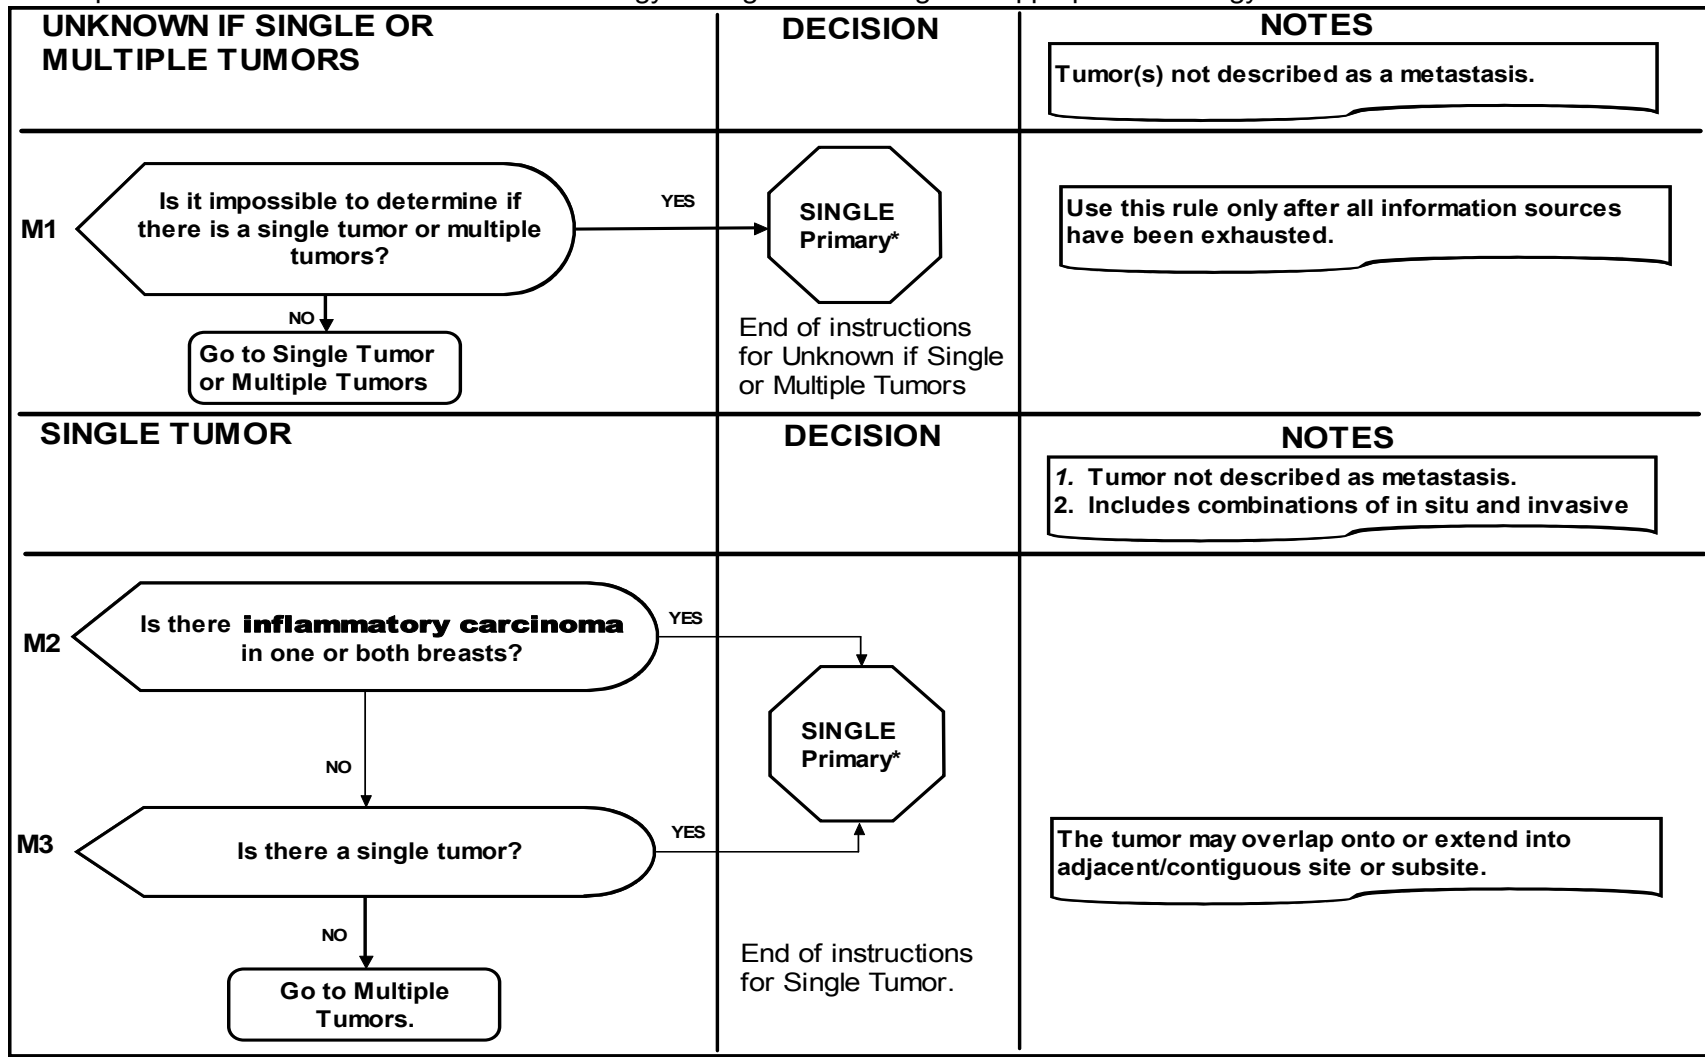 UNKNOWN IF SINGLE OR
MULTIPLE TUMORS
DECISION
NOTES
Tumor(s) not described as a metastasis.
M1
Is it impossible to determine if
there is a single tumor or multiple
tumors?
YES
SINGLE
Primary*
Use this rule only after all information sources
have been exhausted.
NO
Go to Single Tumor
or Multiple Tumors
End of instructions
for Unknown if Single
or Multiple Tumors
SINGLE TUMOR
DECISION
NOTES
1. Tumor not described as metastasis.
2. Includes combinations of in situ and invasive
M2
Is there inflammatory carcinoma
in one or both breasts?
YES
SINGLE
Primary*
NO
M3
Is there a single tumor?
YES
The tumor may overlap onto or extend into
adjacent/contiguous site or subsite.
NO
Go to Multiple
Tumors.
End of instructions
for Single Tumor.